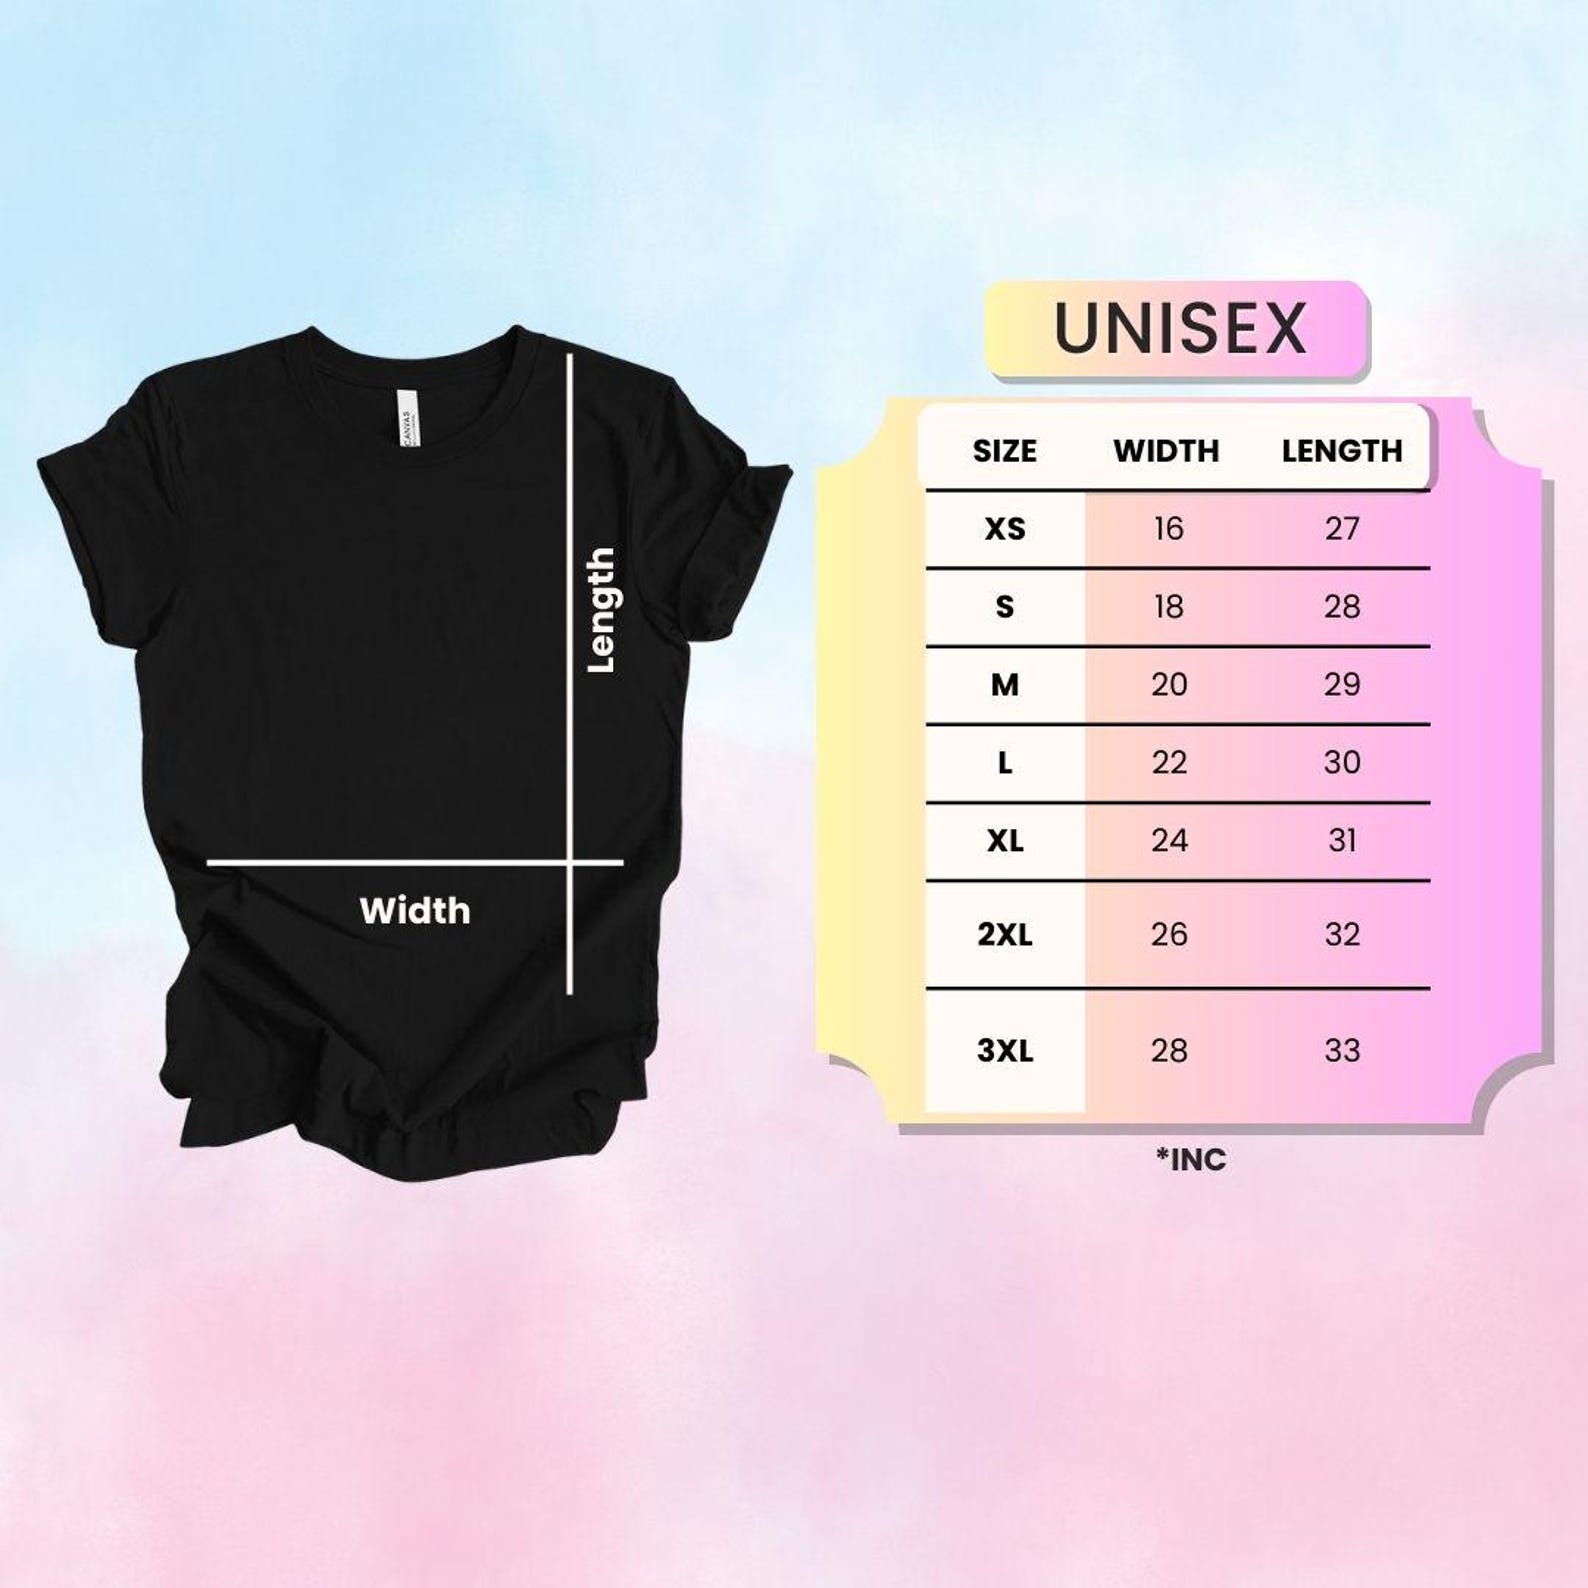 UNISEX
SIZE WIDTH LENGTH
XS 16 27
S 18 28
M 20 29
L 22 30
XL 24 31
2XL 26 32
3XL 28 33
*INC
CANVAS
Length
Width